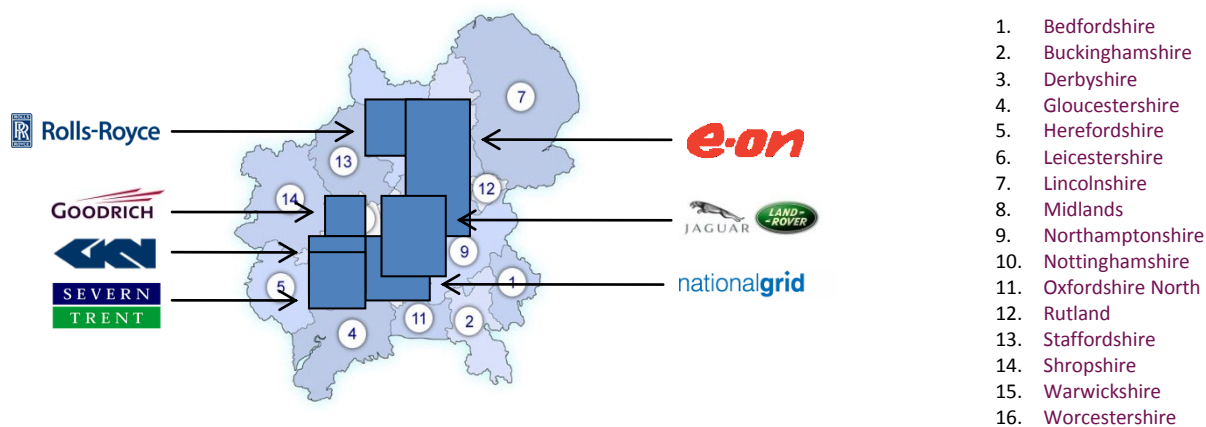 7
Rolls-Royce
e·on
13
12
GOODRICH
14
JAGUAR
LAND-
ROVER
GKN
9
SEVERN
TRENT
5
1
nationalgrid
11
2
4
1. Bedfordshire
2. Buckinghamshire
3. Derbyshire
4. Gloucestershire
5. Herefordshire
6. Leicestershire
7. Lincolnshire
8. Midlands
9. Northamptonshire
10. Nottinghamshire
11. Oxfordshire North
12. Rutland
13. Staffordshire
14. Shropshire
15. Warwickshire
16. Worcestershire